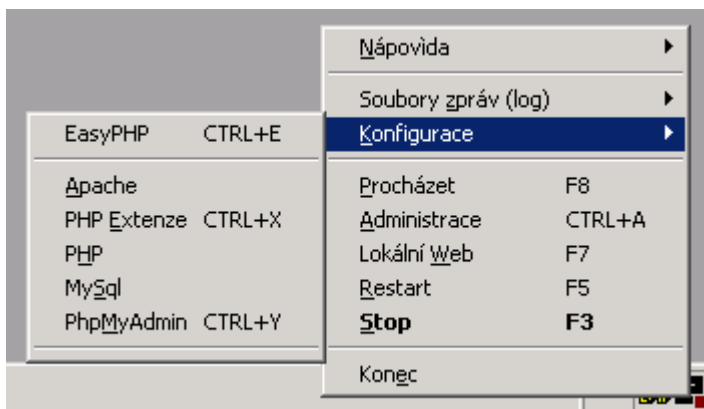 Nápovìda
Soubory zpráv (log)
Konfigurace
Procházet F8
Administrace CTRL+A
Lokální Web F7
Restart F5
Stop F3
Konec
EasyPHP CTRL+E
Apache
PHP Extenze CTRL+X
PHP
MySql
PhpMyAdmin CTRL+Y